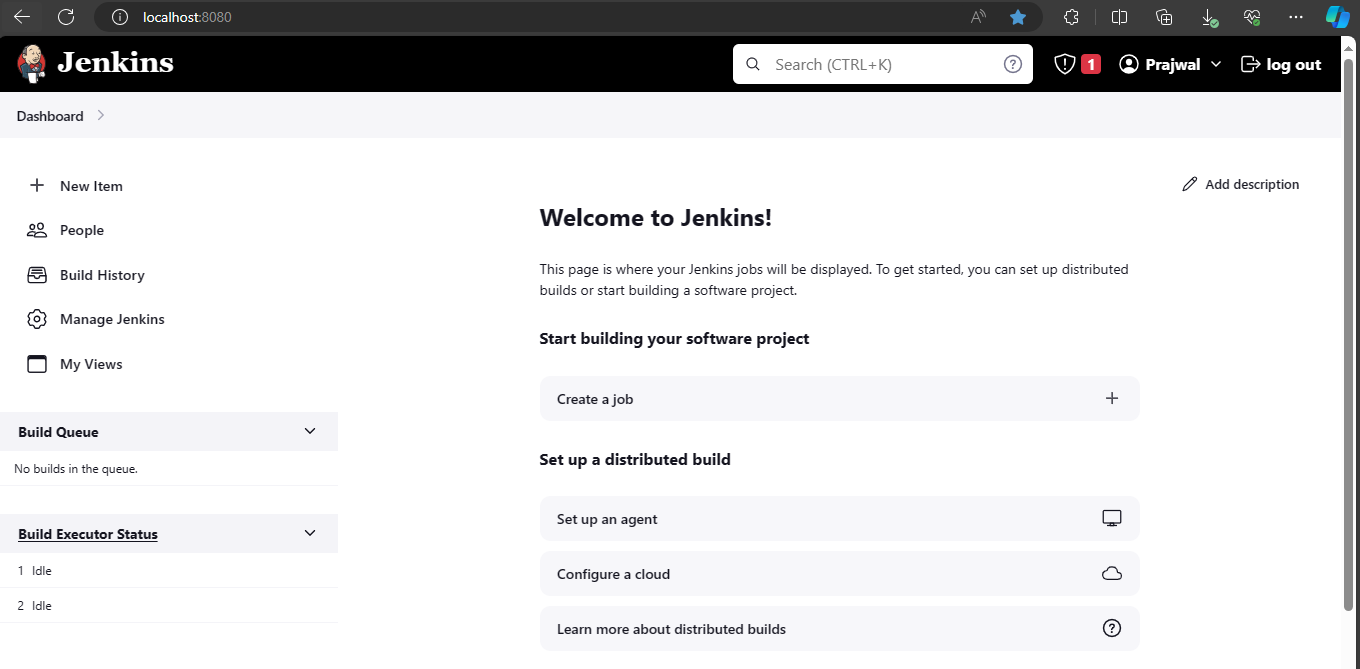 localhost:8080
Jenkins
Search (CTRL+K)
1
Prajwal
log out
Dashboard
New Item
People
Build History
Manage Jenkins
My Views
Build Queue
No builds in the queue.
Build Executor Status
1 Idle
2 Idle
Add description
Welcome to Jenkins!
This page is where your Jenkins jobs will be displayed. To get started, you can set up distributed
builds or start building a software project.
Start building your software project
Create a job
Set up a distributed build
Set up an agent
Configure a cloud
Learn more about distributed builds